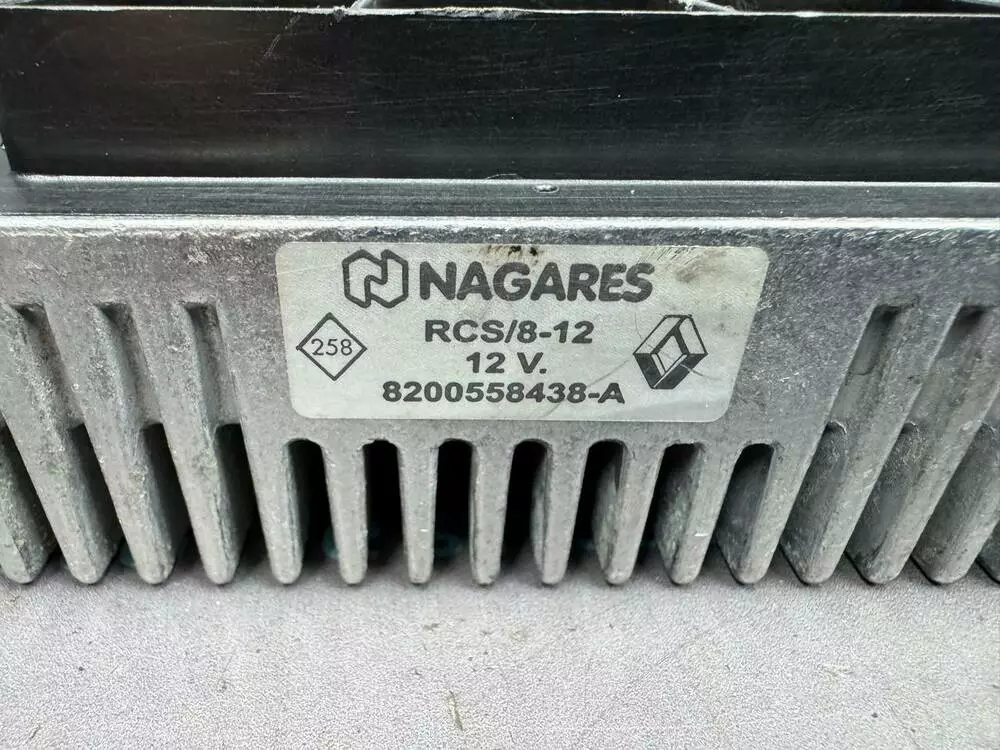 NAGARES
RCS/8-12
258
12 V.
8200558438-A